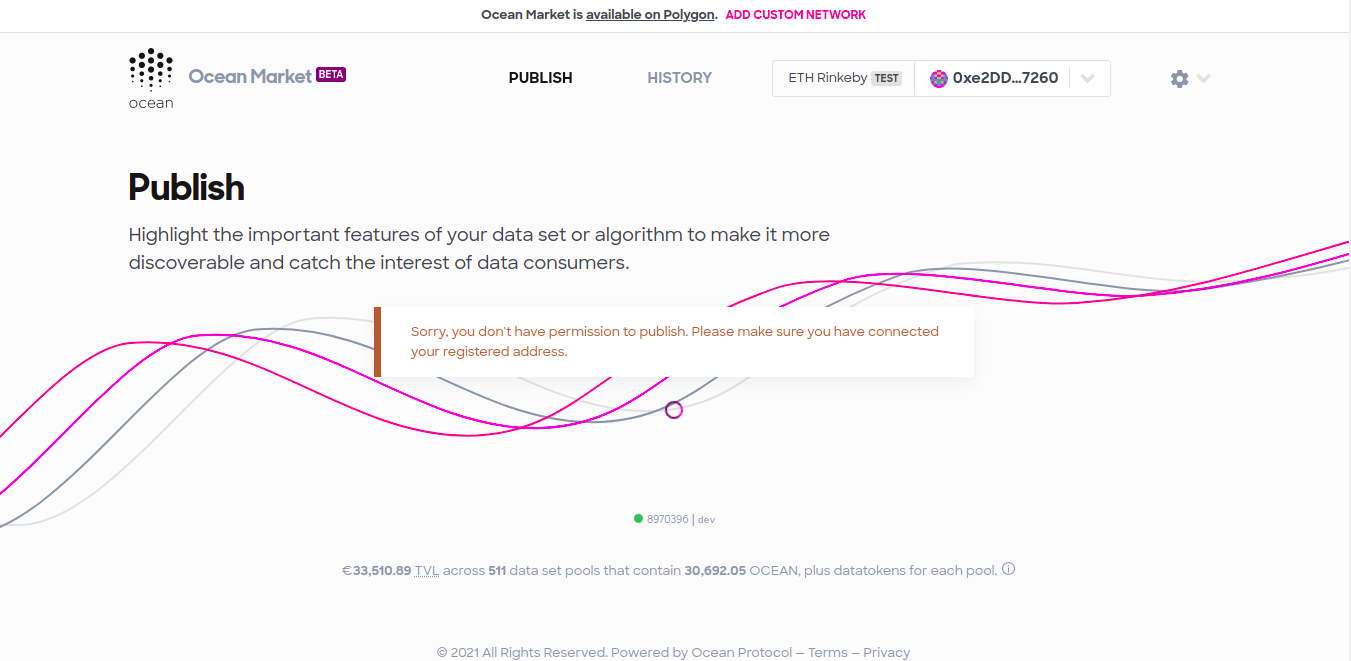 Ocean Market is available on Polygon. ADD CUSTOM NETWORK
ocean
Ocean Market BETA
PUBLISH
HISTORY
ETH Rinkeby TEST
0xe2DD...7260
Publish
Highlight the important features of your data set or algorithm to make it more
discoverable and catch the interest of data consumers.
Sorry, you don't have permission to publish. Please make sure you have connected
your registered address.
8970396 | dev
€33,510.89 TVL across 511 data set pools that contain 30,692.05 OCEAN, plus datatokens for each pool.
© 2021 All Rights Reserved. Powered by Ocean Protocol — Terms — Privacy